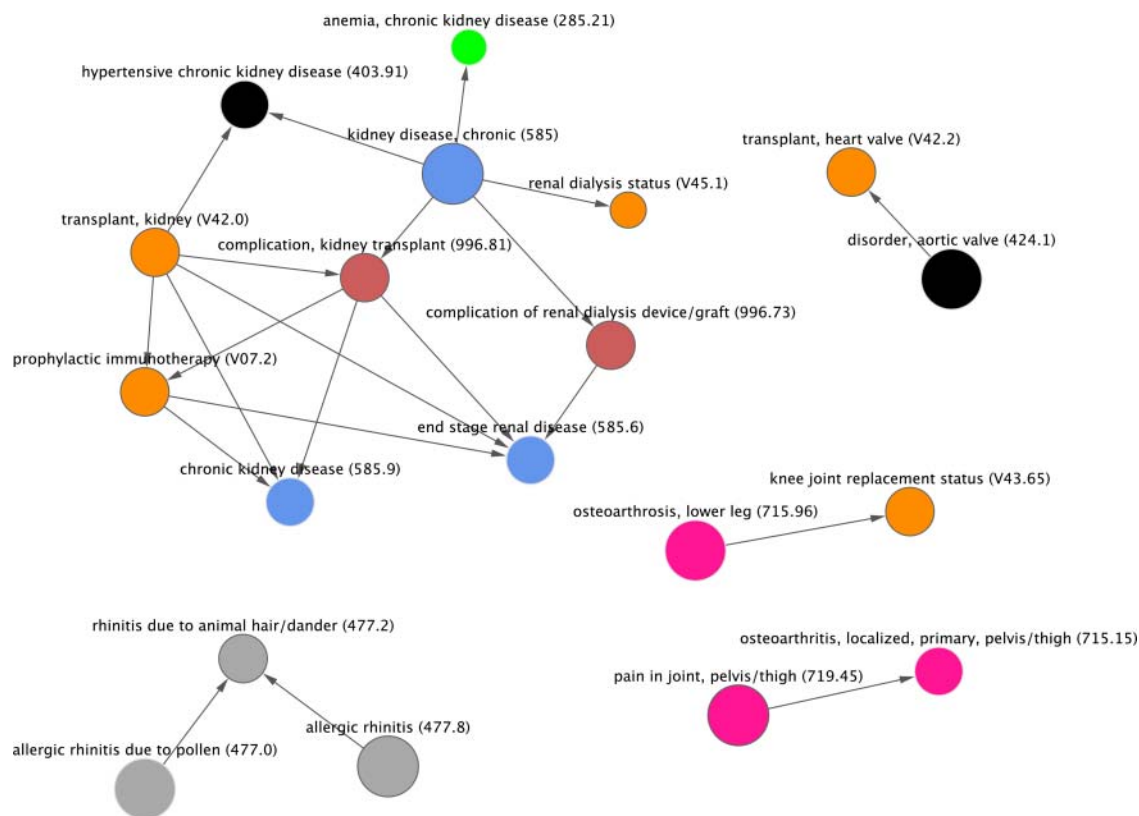 anemia, chronic kidney disease (285.21)
hypertensive chronic kidney disease (403.91)
kidney disease, chronic (585)
transplant, heart valve (V42.2)
renal dialysis status (V45.1)
transplant, kidney (V42.0)
complication, kidney transplant (996.81)
disorder, aortic valve (424.1)
complication of renal dialysis device/graft (996.73)
prophylactic immunotherapy (V07.2)
end stage renal disease (585.6)
chronic kidney disease (585.9)
knee joint replacement status (V43.65)
osteoarthrosis, lower leg (715.96)
rhinitis due to animal hair/dander (477.2)
osteoarthritis, localized, primary, pelvis/thigh (715.15)
pain in joint, pelvis/thigh (719.45)
allergic rhinitis (477.8)
allergic rhinitis due to pollen (477.0)